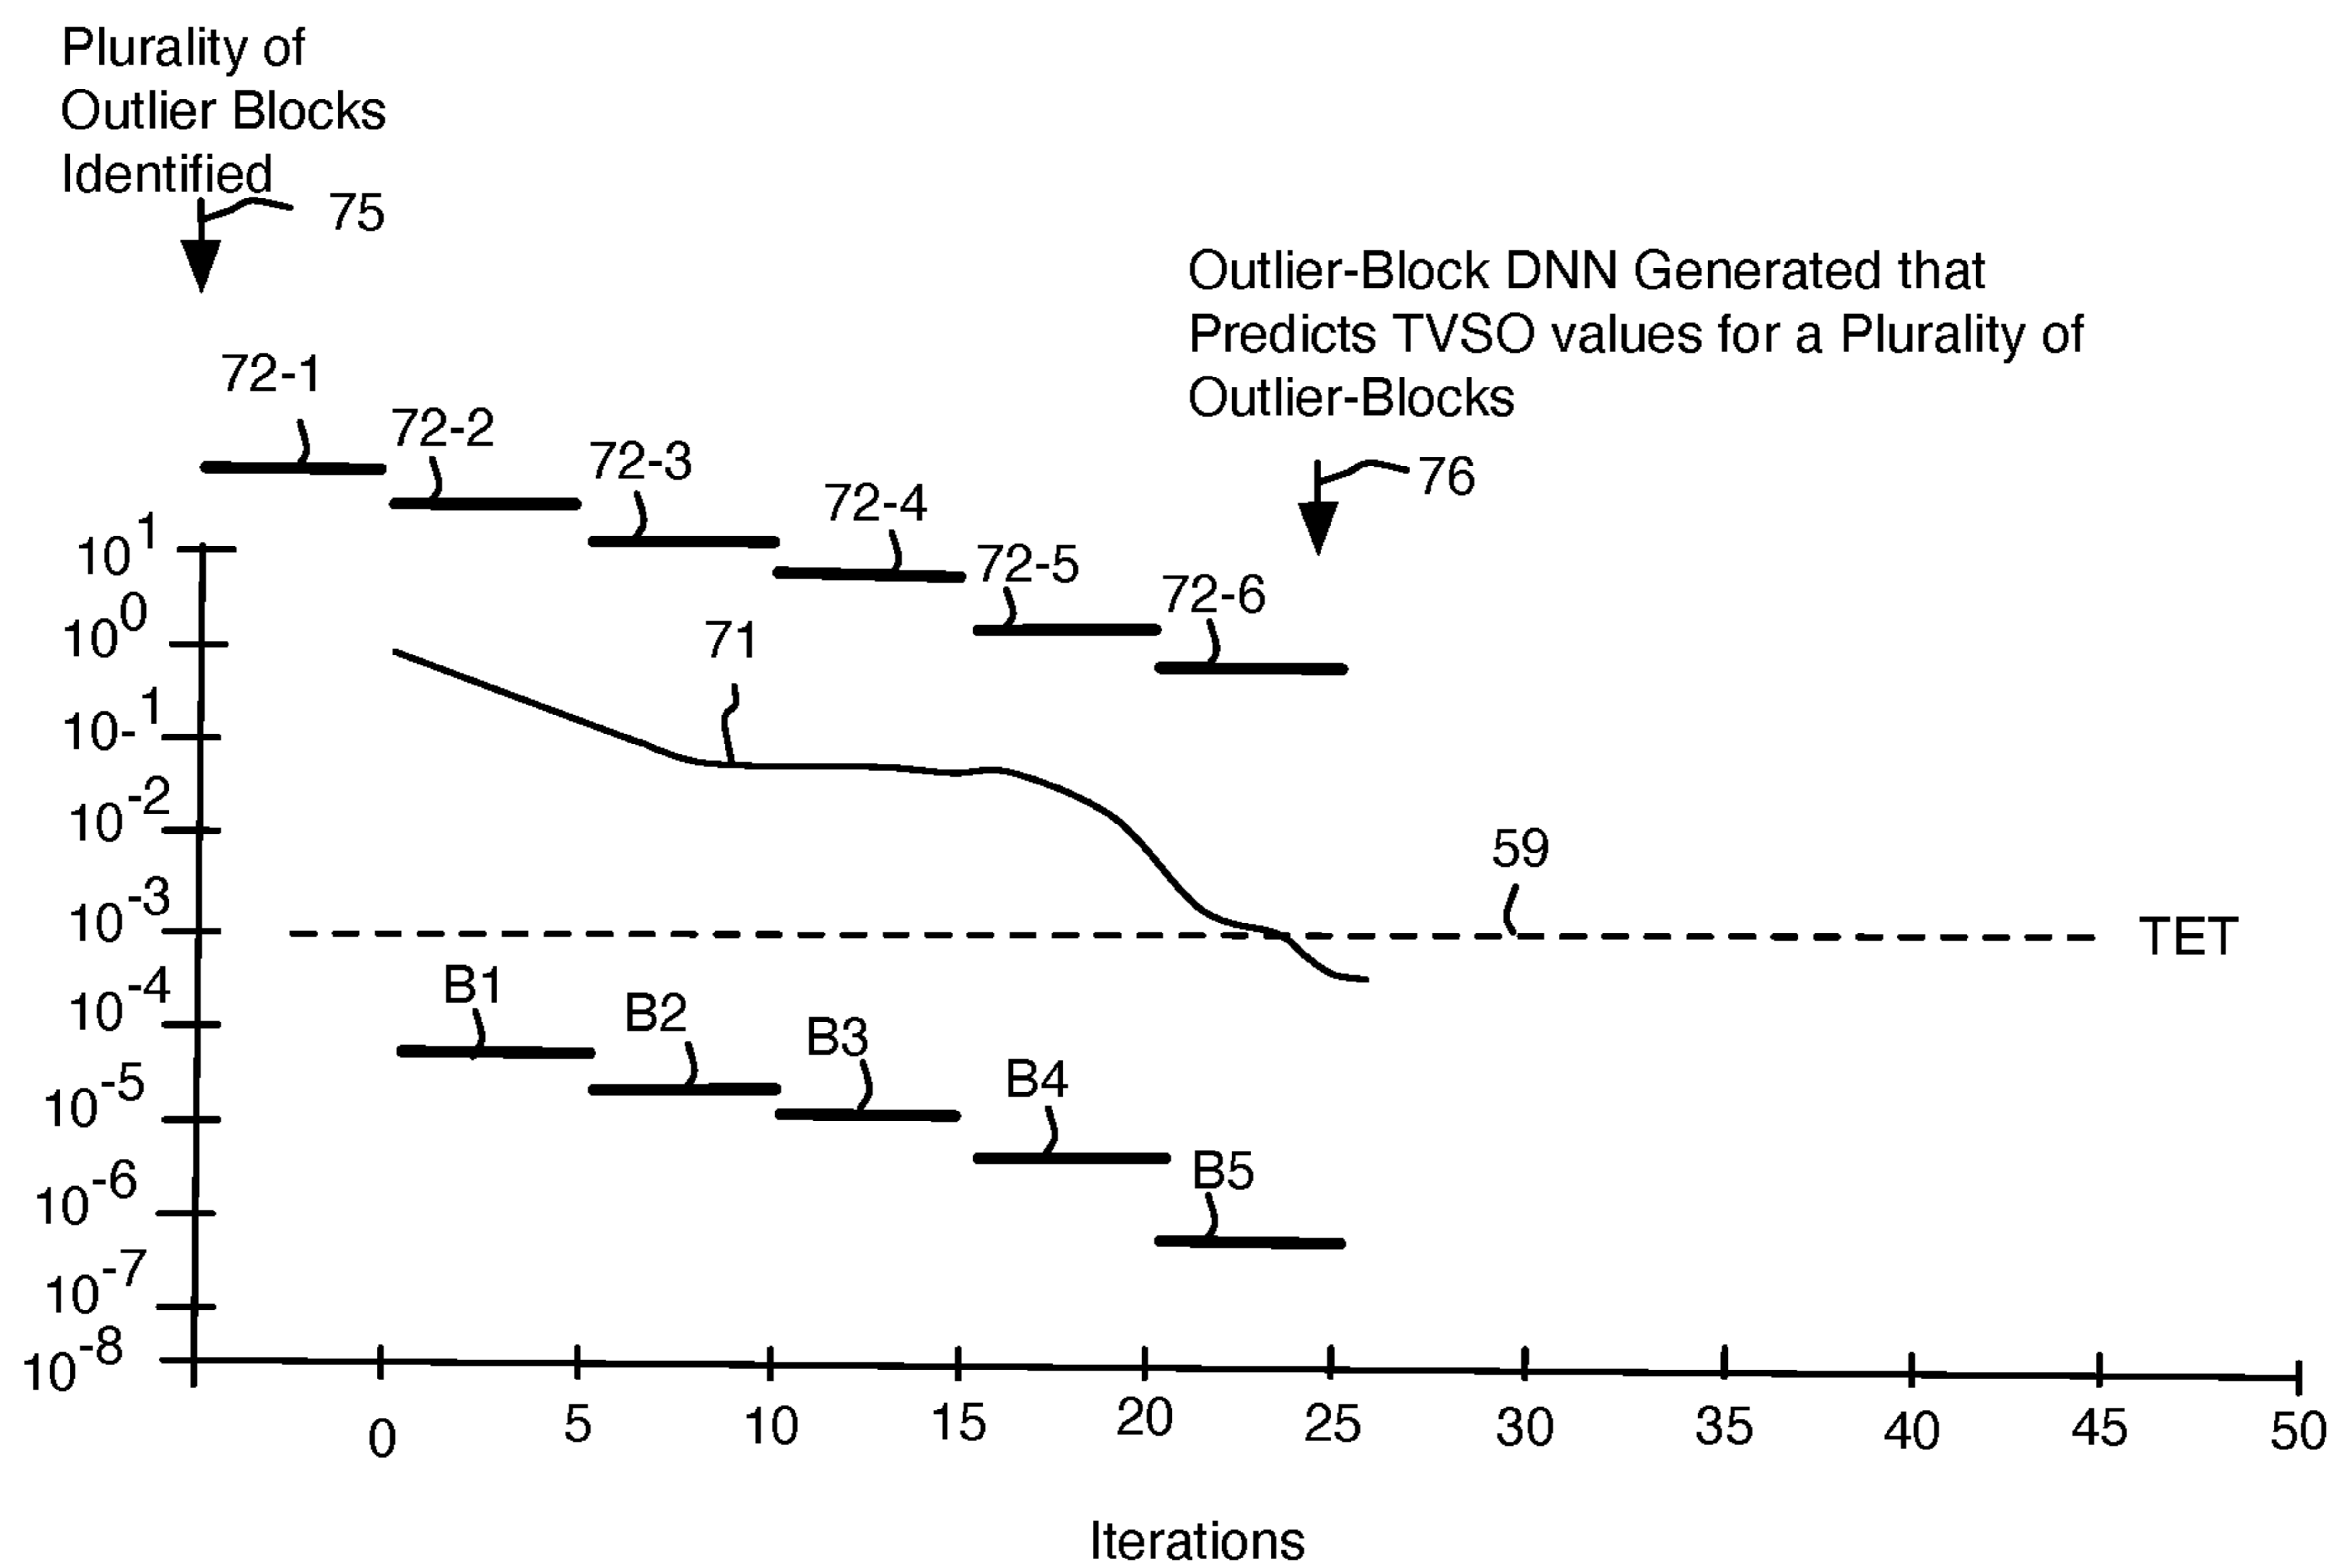 Plurality of
Outlier Blocks
Identified
75
Outlier-Block DNN Generated that
Predicts TVSO values for a Plurality of
Outlier-Blocks
76
72-1
72-2
72-3
72-4
72-5
72-6
71
59
TET
B1
B2
B3
B4
B5
10^1
10^0
10-^1
10^-2
10^-3
10^-4
10^-5
10^-6
10^-7
10^-8
0 5 10 15 20 25 30 35 40 45 50
Iterations